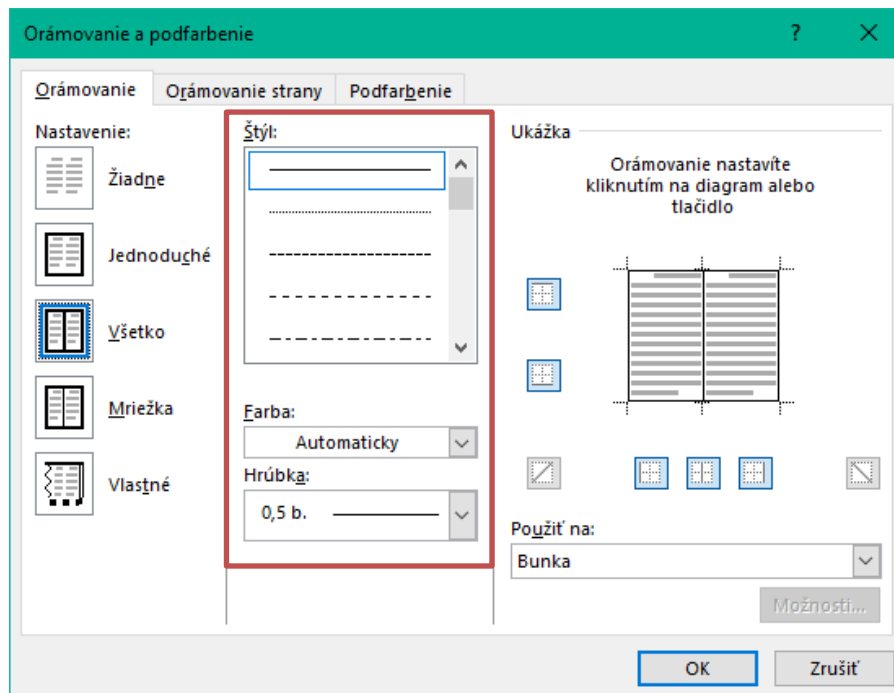 Orámovanie a podfarbenie
?
Orámovanie
Orámovanie strany
Podfarbenie
Nastavenie:
Žiadne
Jednoduché
Všetko
Mriežka
Vlastné
Štýl:
Farba:
Automaticky
Hrúbka:
0,5 b.
Ukážka
Orámovanie nastavíte
kliknutím na diagram alebo
tlačidlo
Použiť na:
Bunka
Možnosti...
OK
Zrušiť